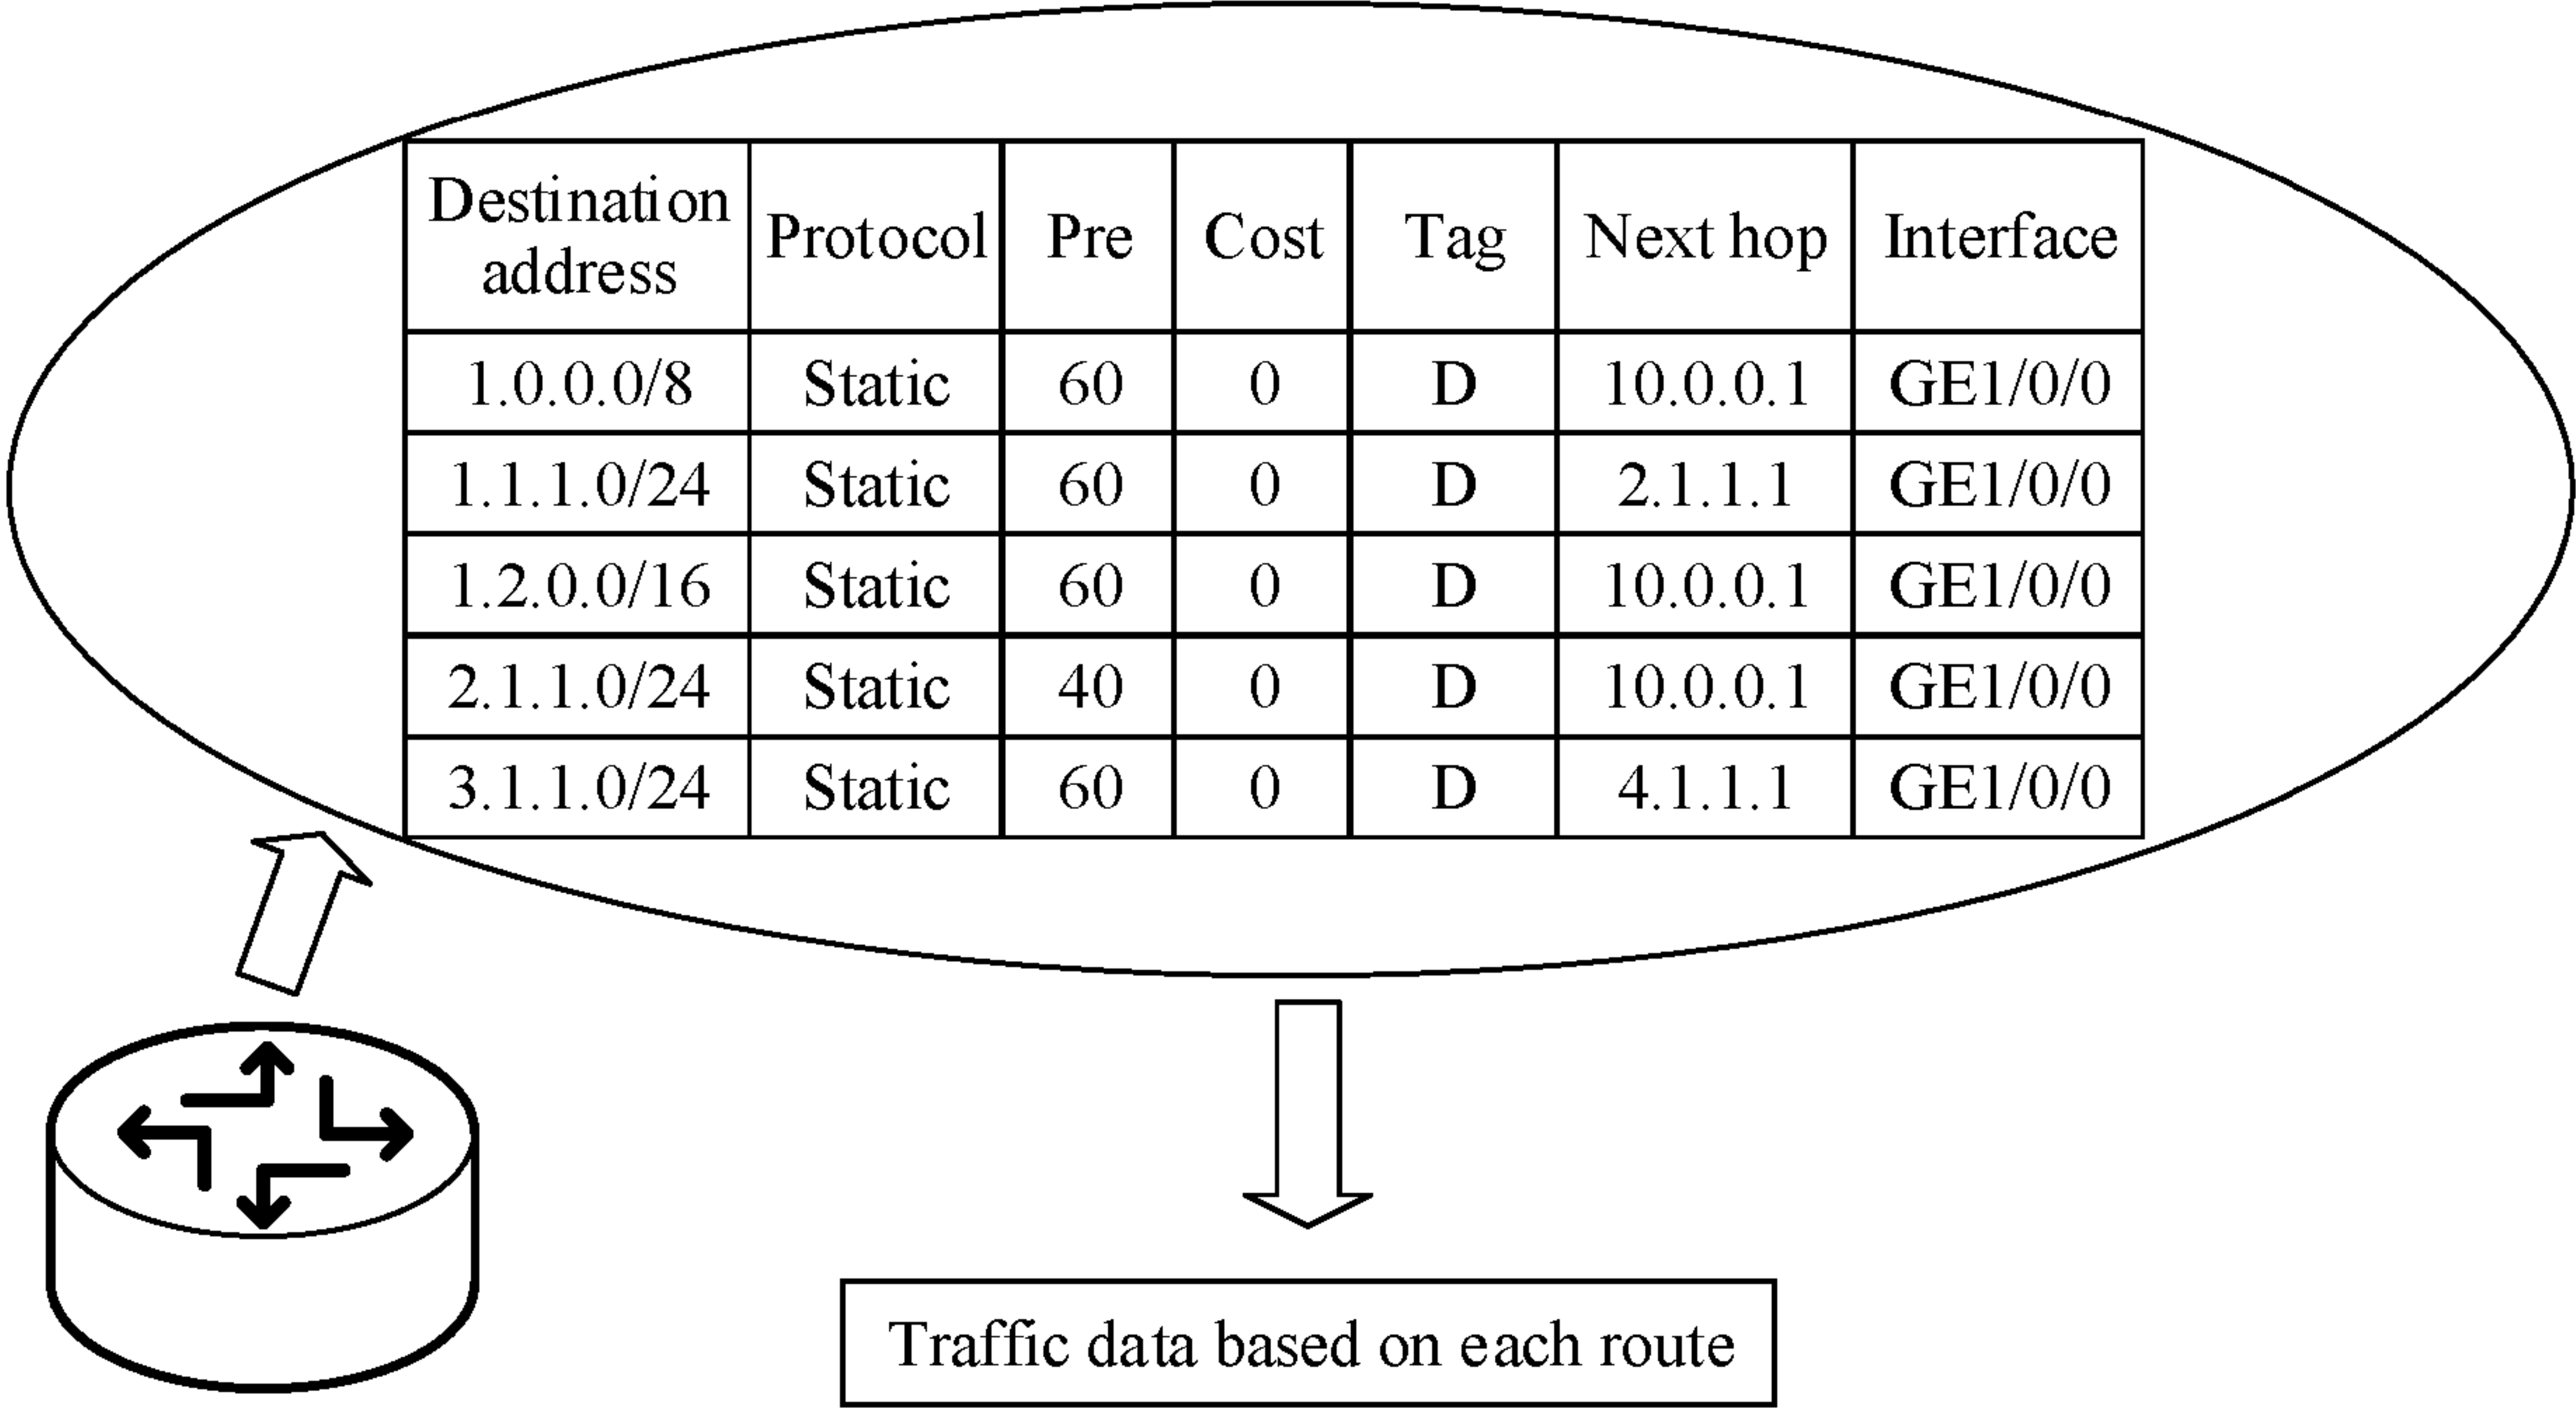 Destination address Protocol Pre Cost Tag Next hop Interface
1.0.0.0/8 Static 60 0 D 10.0.0.1 GE1/0/0
1.1.1.0/24 Static 60 0 D 2.1.1.1 GE1/0/0
1.2.0.0/16 Static 60 0 D 10.0.0.1 GE1/0/0
2.1.1.0/24 Static 40 0 D 10.0.0.1 GE1/0/0
3.1.1.0/24 Static 60 0 D 4.1.1.1 GE1/0/0
Traffic data based on each route